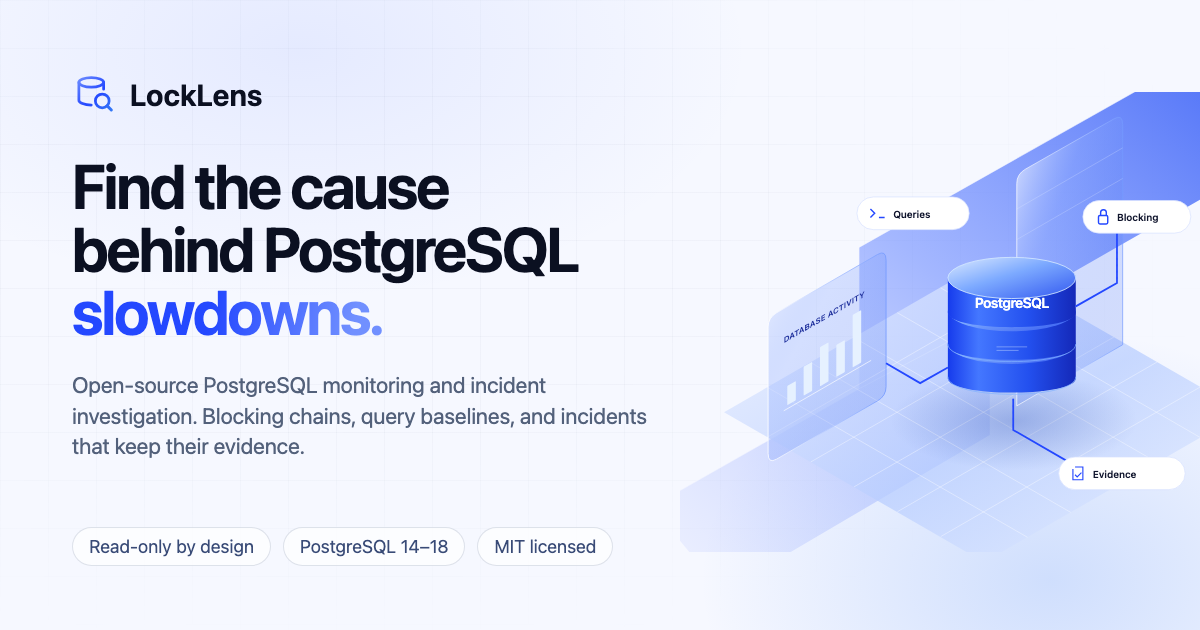 LockLens
Find the cause
behind PostgreSQL
slowdowns.
Open-source PostgreSQL monitoring and incident
investigation. Blocking chains, query baselines, and incidents
that keep their evidence.
Read-only by design
PostgreSQL 14–18
MIT licensed
Queries
Blocking
DATABASE ACTIVITY
PostgreSQL
Evidence